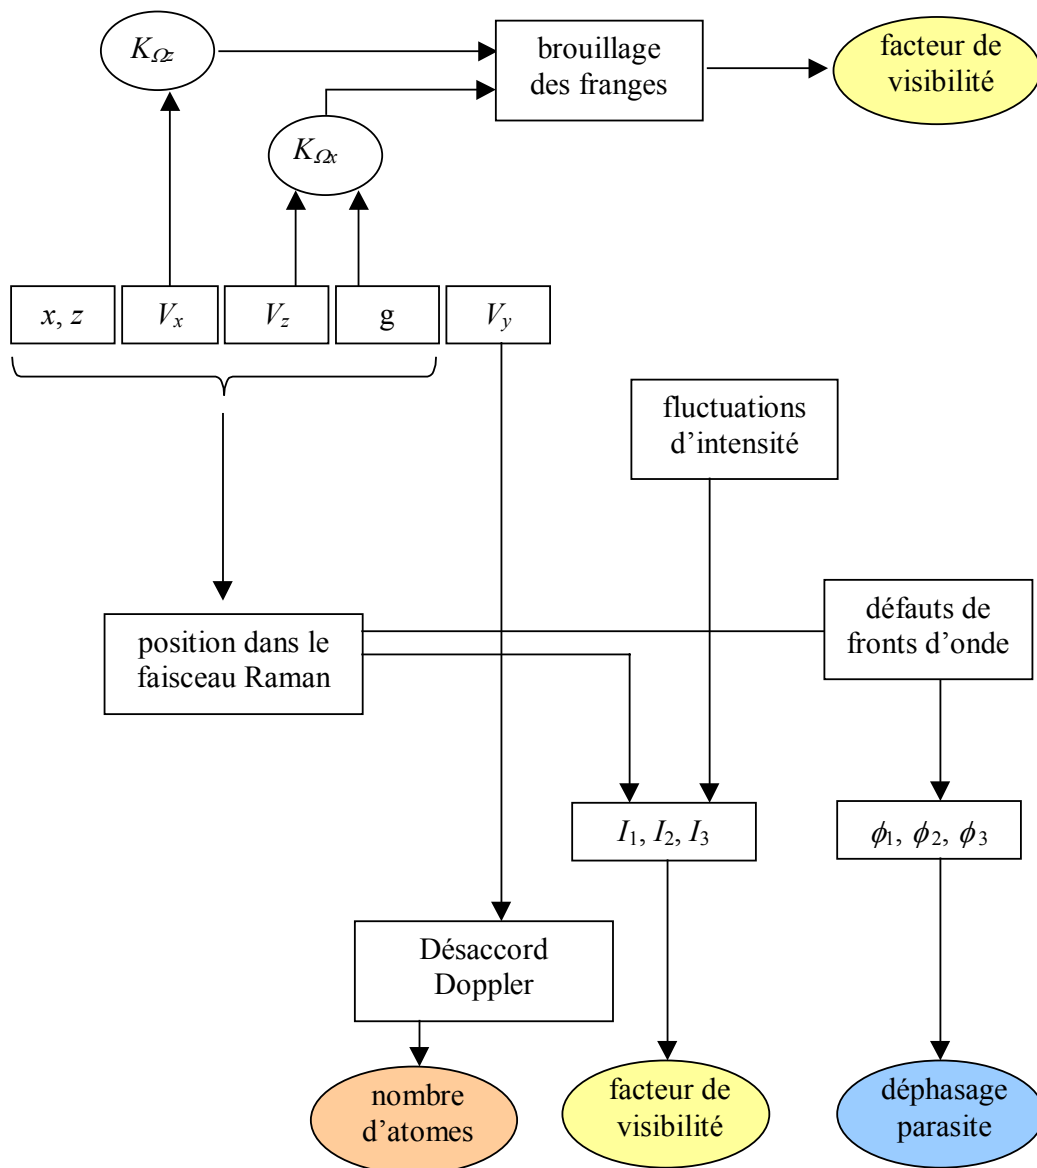 K_Ωz
brouillage
des franges
facteur de
visibilité
K_Ωx
x, z
V_x
V_z
g
V_y
fluctuations
d'intensité
position dans le
faisceau Raman
défauts de
fronts d'onde
I_1, I_2, I_3
ϕ_1, ϕ_2, ϕ_3
Désaccord
Doppler
nombre
d'atomes
facteur de
visibilité
déphasage
parasite